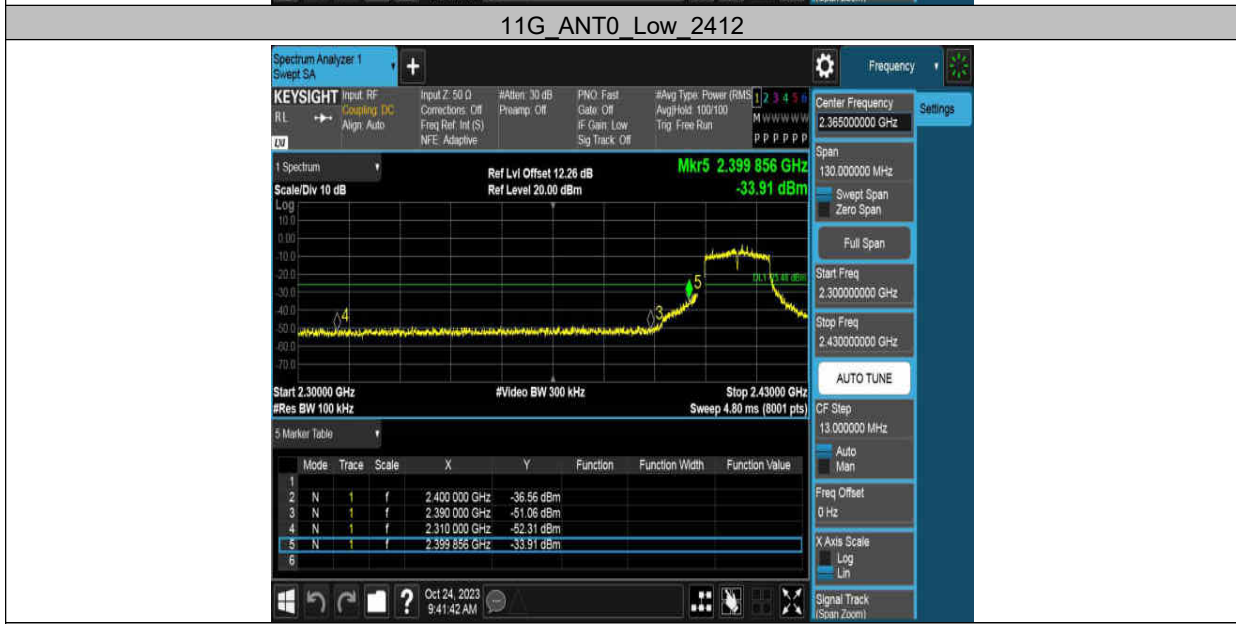 11G_ANT0_Low_2412
Spectrum Analyzer 1
Swept SA
+
Frequency
KEYSIGHT
RL
LXI
Input: RF
Coupling: DC
Align: Auto
Input Z: 50 Ω
Corrections: Off
Freq Ref: Int (S)
NFE: Adaptive
#Atten: 30 dB
Preamp: Off
PNO: Fast
Gate: Off
IF Gain: Low
Sig Track: Off
#Avg Type: Power (RMS
Avg|Hold: 100/100
Trig: Free Run
1 2 3 4 5 6
M W W W W W
P P P P P P
Center Frequency
2.365000000 GHz
Settings
1 Spectrum
Scale/Div 10 dB
Ref Lvl Offset 12.26 dB
Ref Level 20.00 dBm
Mkr5 2.399 856 GHz
-33.91 dBm
Log
10.0
0.00
-10.0
-20.0
-30.0
-40.0
-50.0
-60.0
-70.0
4
3
5
Start 2.30000 GHz
#Res BW 100 kHz
#Video BW 300 kHz
Stop 2.43000 GHz
Sweep 4.80 ms (8001 pts)
Span
130.000000 MHz
Swept Span
Zero Span
Full Span
Start Freq
2.300000000 GHz
Stop Freq
2.430000000 GHz
AUTO TUNE
CF Step
13.000000 MHz
Auto
Man
Freq Offset
0 Hz
X Axis Scale
Log
Lin
Signal Track
(Span Zoom)
5 Marker Table
Mode Trace Scale X Y Function Function Width Function Value
1
2 N 1 f 2.400 000 GHz -36.56 dBm
3 N 1 f 2.390 000 GHz -51.06 dBm
4 N 1 f 2.310 000 GHz -52.31 dBm
5 N 1 f 2.399 856 GHz -33.91 dBm
6
?
Oct 24, 2023
9:41:42 AM